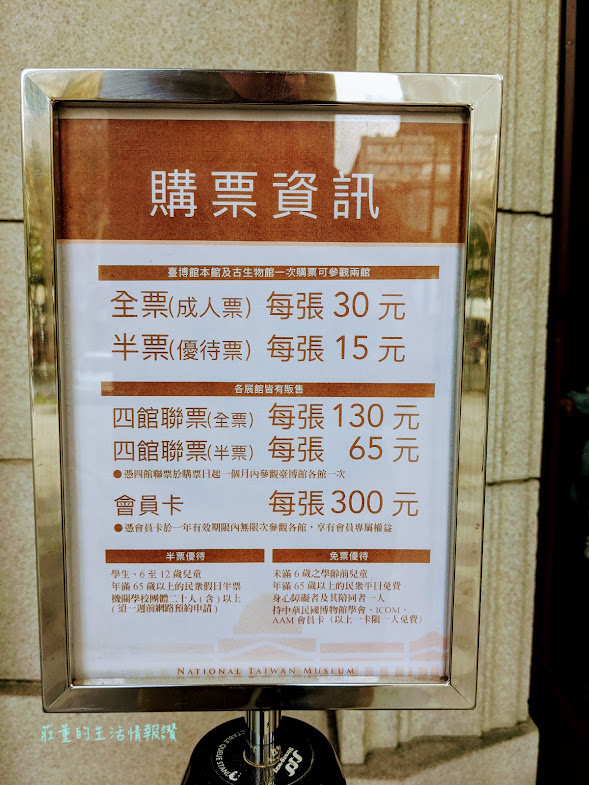 購票資訊
臺博館本館及古生物館一次購票可參觀兩館
全票(成人票) 每張 30 元
半票(優待票) 每張 15 元
各展館皆有販售
四館聯票(全票) 每張 130 元
四館聯票(半票) 每張 65 元
●憑四館聯票於購票日起一個月內參觀臺博館各館一次
會員卡 每張 300 元
●憑會員卡於一年有效期限內無限次參觀各館，享有會員專屬權益
半票優待
學生、6 至 12 歲兒童
年滿 65 歲以上的民眾假日半票
機關學校團體二十人 ( 含 ) 以上
( 須一週前網路預約申請 )
免票優待
未滿 6 歲之學齡前兒童
年滿 65 歲以上的民眾平日免費
身心障礙者及其陪同者一人
持中華民國博物館學會、ICOM、
AAM 會員卡（以上一卡限一人免費）
NATIONAL TAIWAN MUSEUM
莊董的生活情報讚